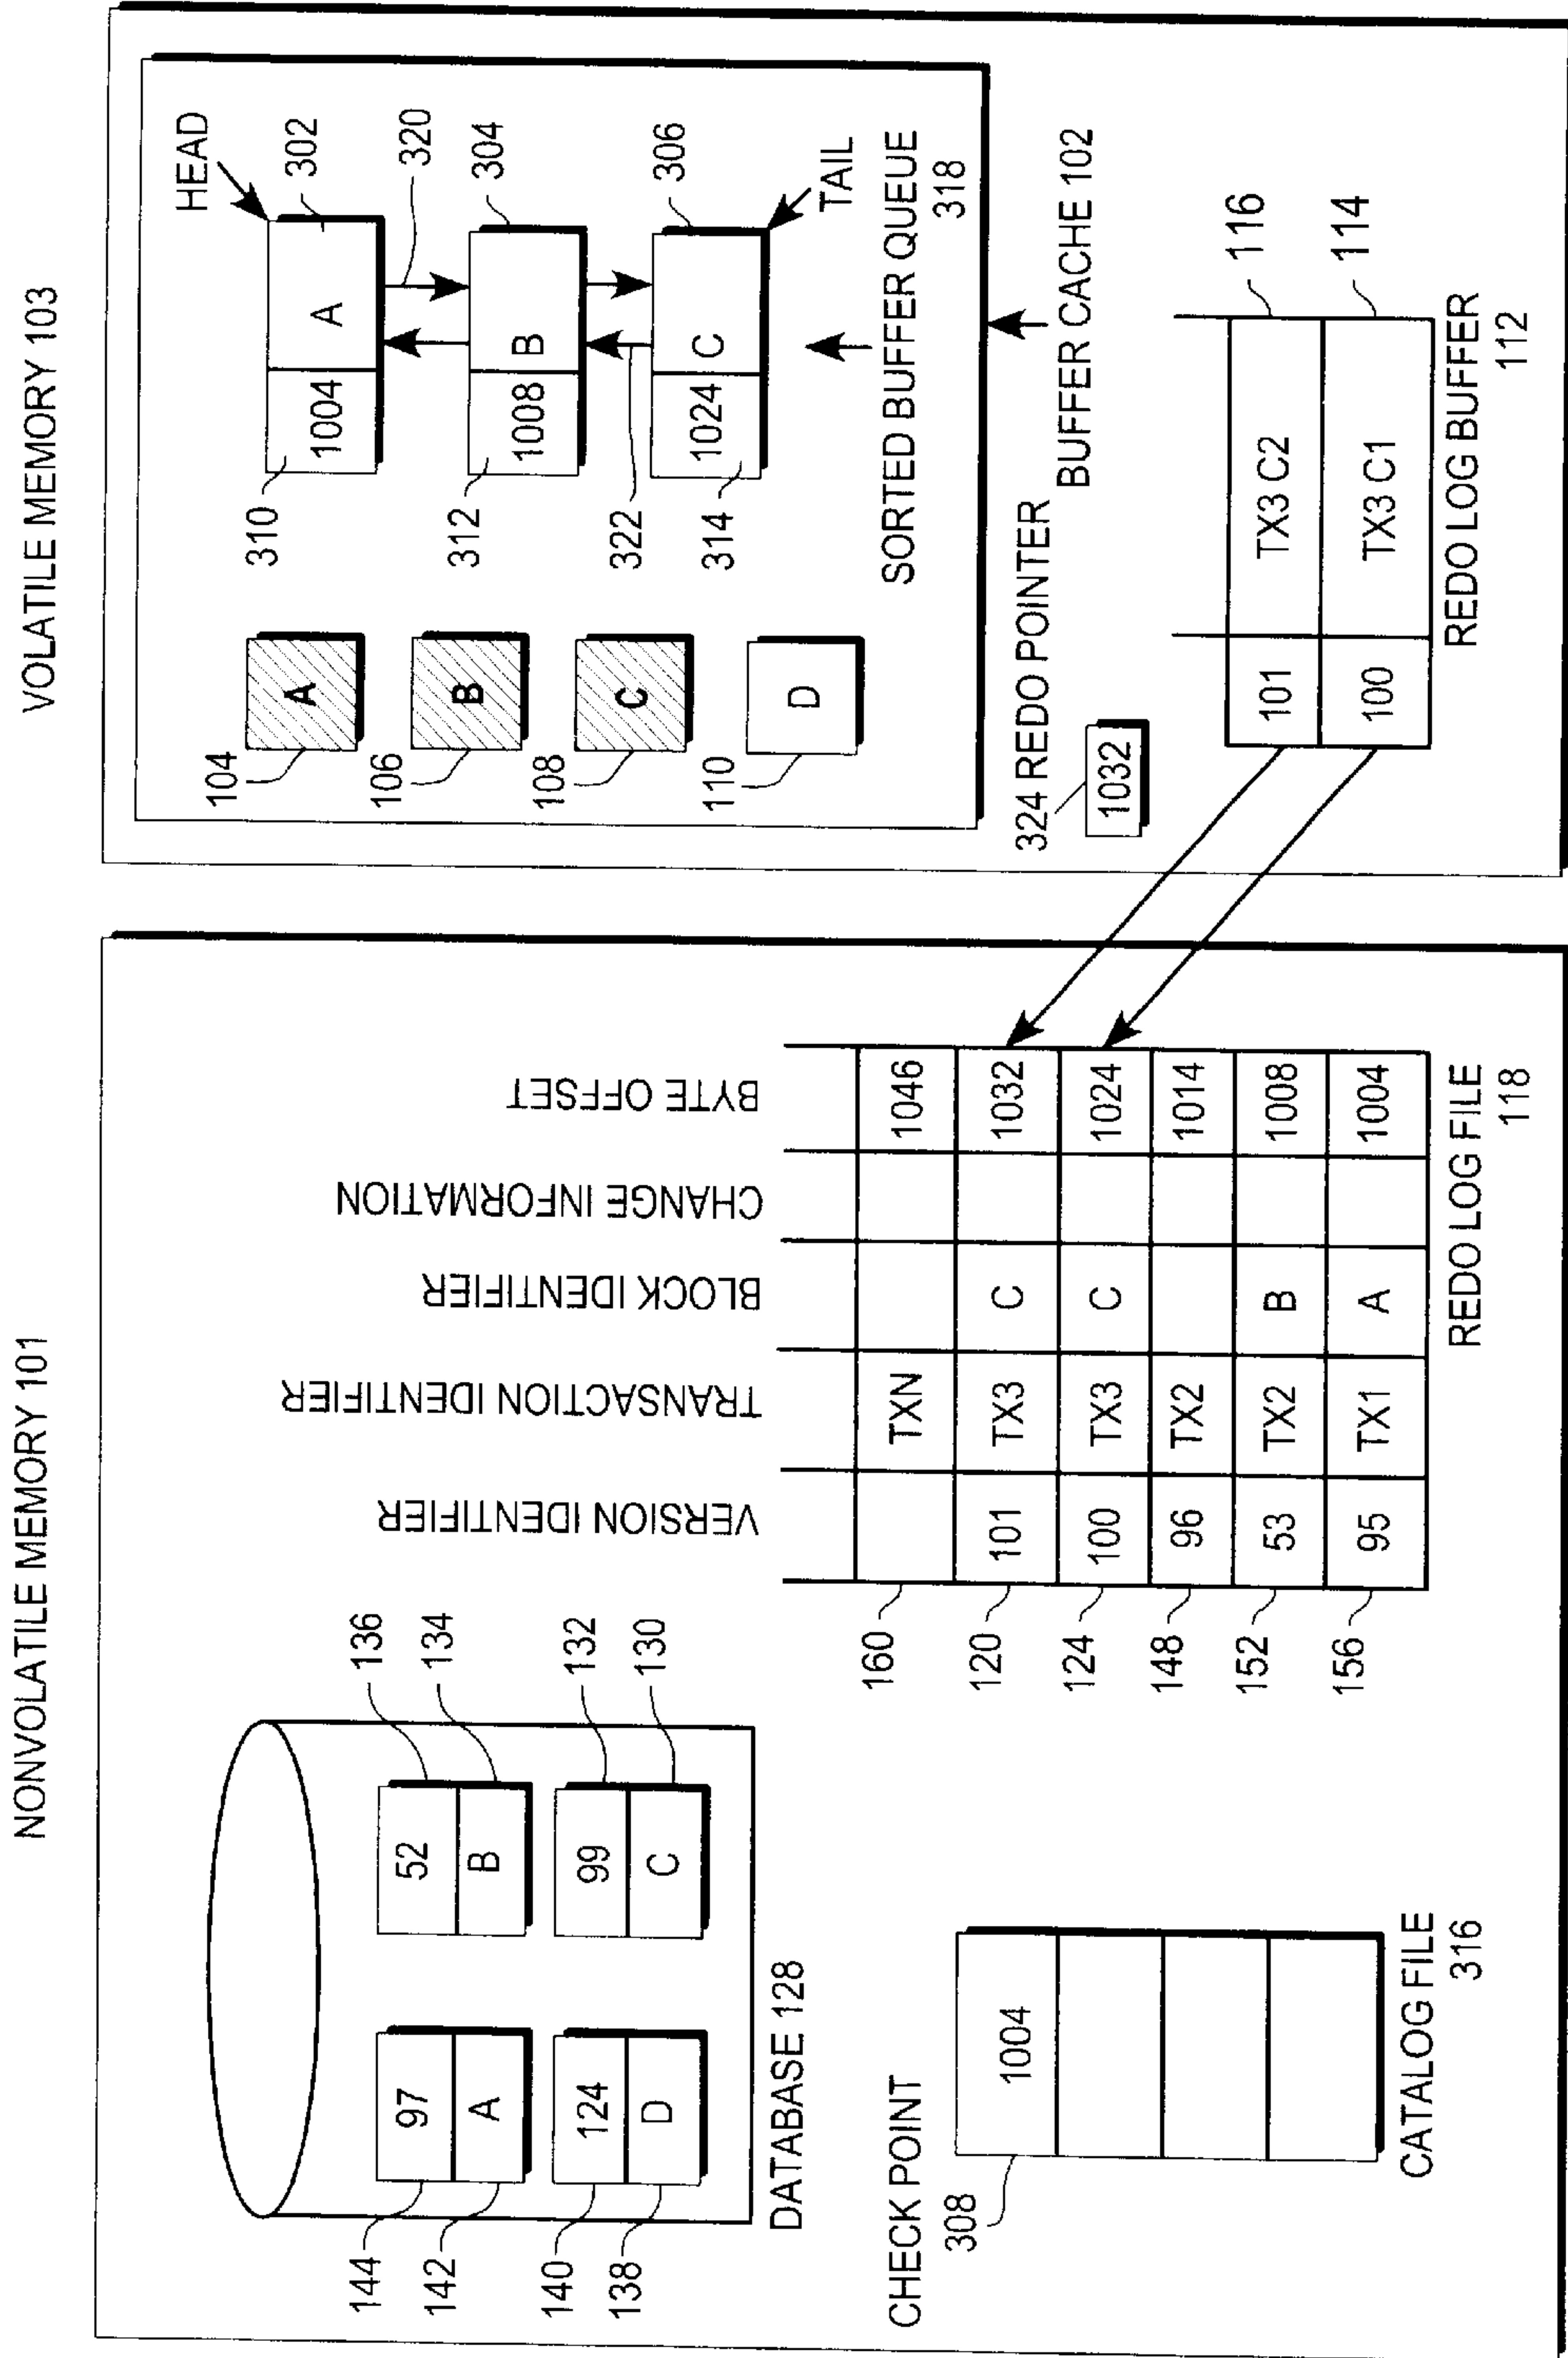 NONVOLATILE MEMORY 101
144
97
142
A
136
52
134
B
140
124
138
D
132
99
130
C
DATABASE 128
CHECK POINT
308
1004
CATALOG FILE
316
VERSION IDENTIFIER
TRANSACTION IDENTIFIER
BLOCK IDENTIFIER
CHANGE INFORMATION
BYTE OFFSET
160 TXN 1046
120 101 TX3 C 1032
124 100 TX3 C 1024
148 96 TX2 1014
152 53 TX2 B 1008
156 95 TX1 A 1004
REDO LOG FILE
118
VOLATILE MEMORY 103
104
A
106
B
108
C
110
D
HEAD
310
1004 A
302
320
312
1008 B
304
322
314
1024 C
306
TAIL
SORTED BUFFER QUEUE
318
BUFFER CACHE 102
324 REDO POINTER
1032
101 TX3 C2
116
100 TX3 C1
114
REDO LOG BUFFER
112